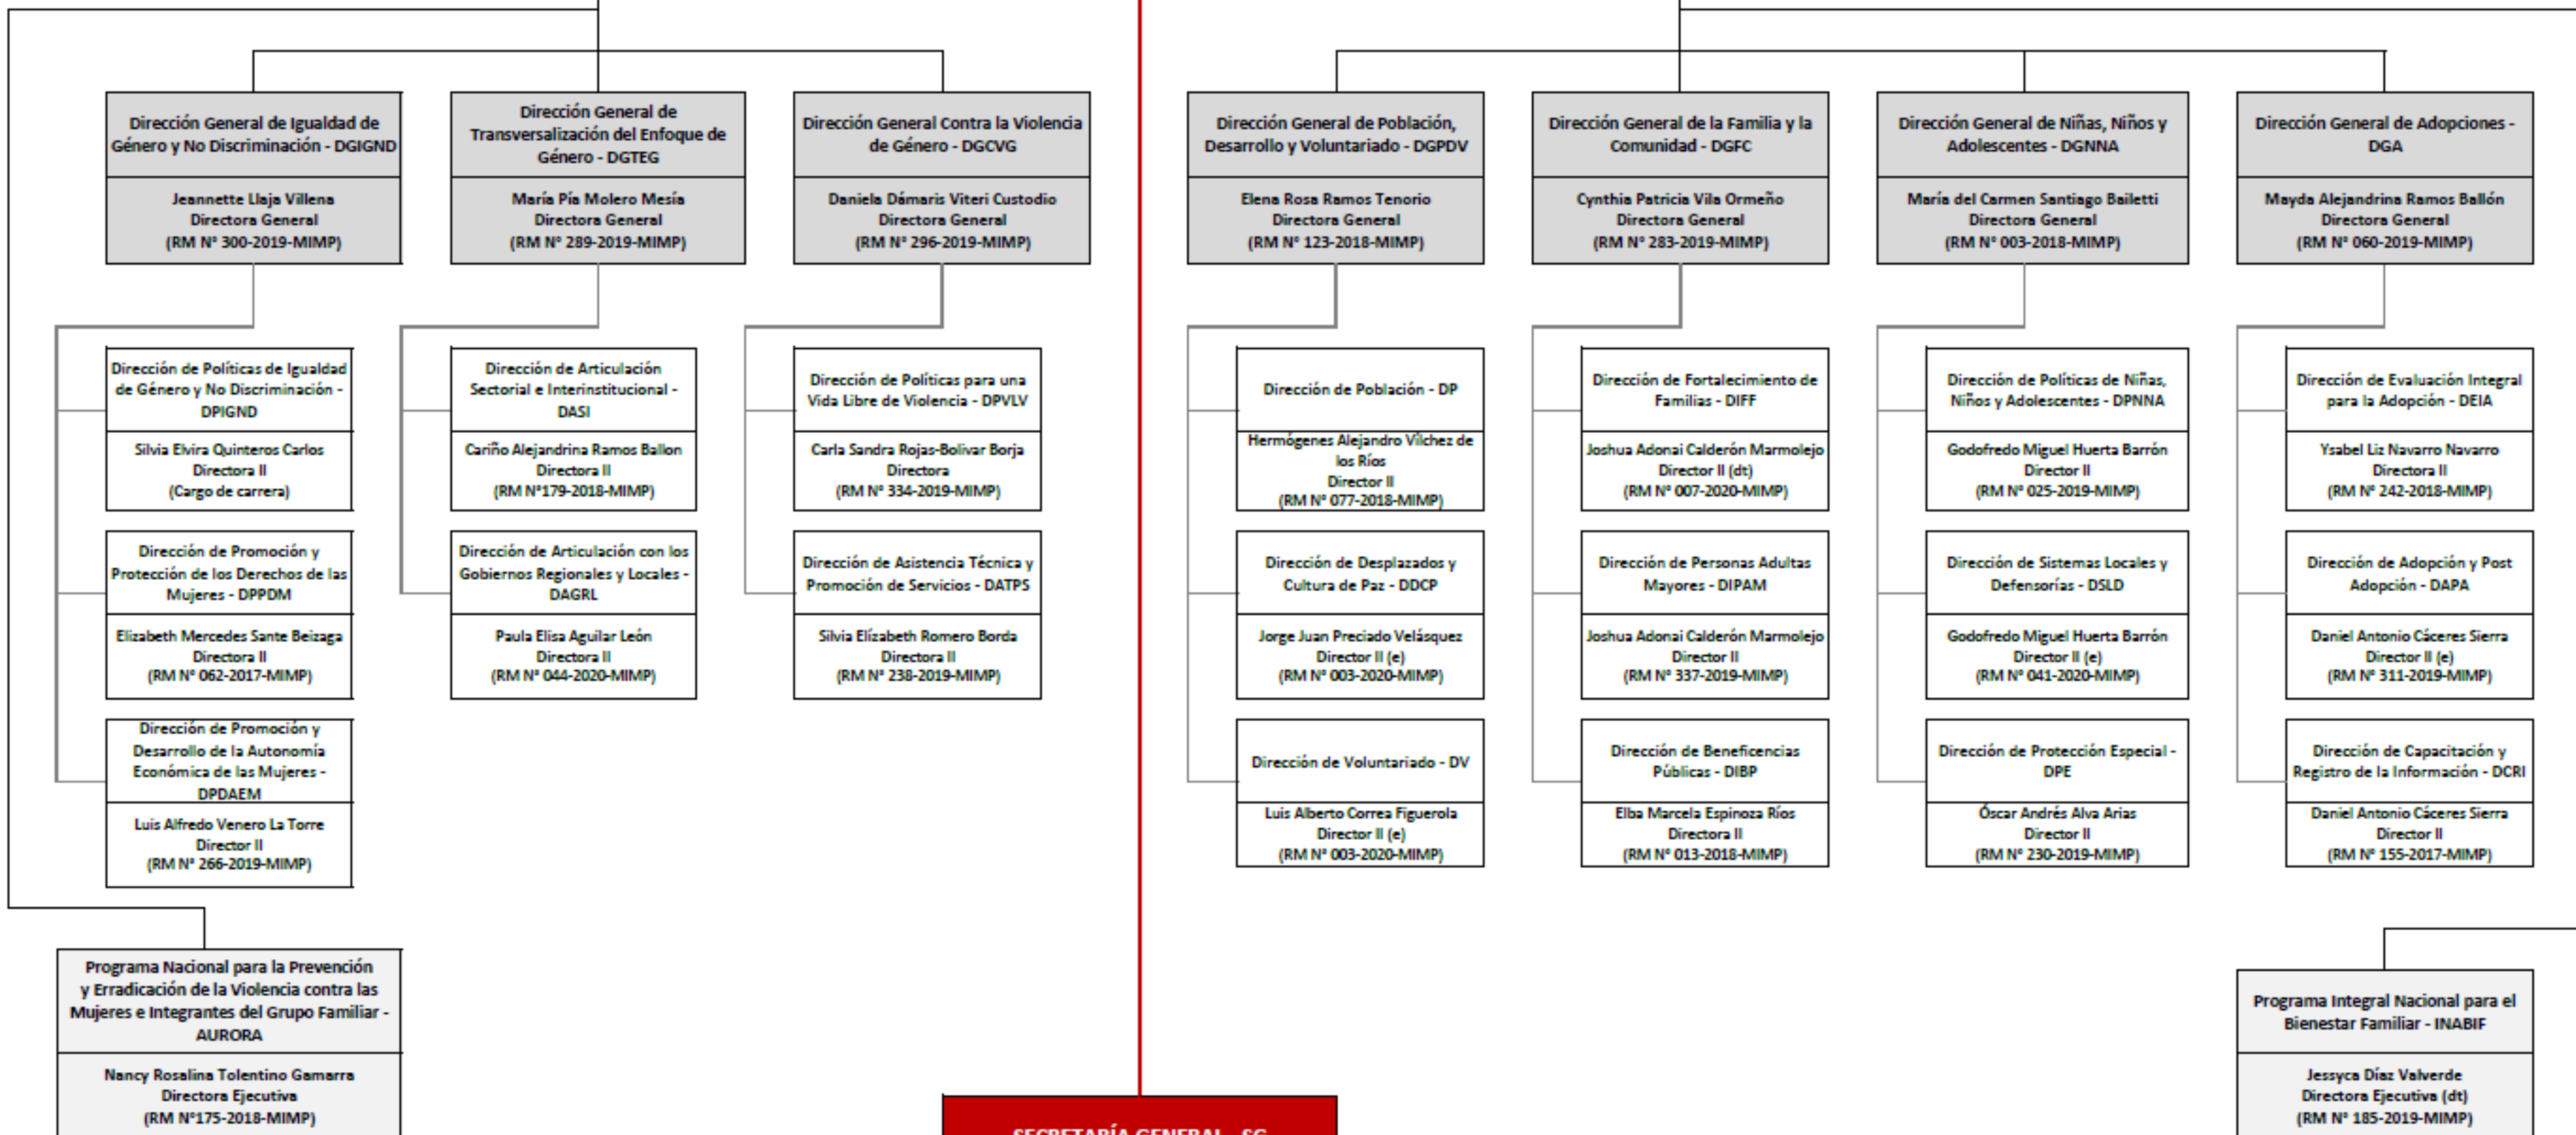 Dirección General de Igualdad de
Género y No Discriminación - DGIGND
Jeannette Llaja Villena
Directora General
(RM N° 300-2019-MIMP)
Dirección General de
Transversalización del Enfoque de
Género - DGTEG
María Pía Molero Mesía
Directora General
(RM N° 289-2019-MIMP)
Dirección General Contra la Violencia
de Género - DGCVG
Daniela Dámaris Viteri Custodio
Directora General
(RM N° 296-2019-MIMP)
Dirección General de Población,
Desarrollo y Voluntariado - DGPDV
Elena Rosa Ramos Tenorio
Directora General
(RM N° 123-2018-MIMP)
Dirección General de la Familia y la
Comunidad - DGFC
Cynthia Patricia Vila Ormeño
Directora General
(RM N° 283-2019-MIMP)
Dirección General de Niñas, Niños y
Adolescentes - DGNNA
María del Carmen Santiago Bailetti
Directora General
(RM N° 003-2018-MIMP)
Dirección General de Adopciones -
DGA
Mayda Alejandrina Ramos Ballón
Directora General
(RM N° 060-2019-MIMP)
Dirección de Políticas de Igualdad
de Género y No Discriminación -
DPIGND
Silvia Elvira Quinteros Carlos
Directora II
(Cargo de carrera)
Dirección de Articulación
Sectorial e Interinstitucional -
DASI
Cariño Alejandrina Ramos Ballon
Directora II
(RM N°179-2018-MIMP)
Dirección de Políticas para una
Vida Libre de Violencia - DPVLV
Carla Sandra Rojas-Bolivar Borja
Directora
(RM N° 334-2019-MIMP)
Dirección de Población - DP
Hermógenes Alejandro Vílchez de
los Ríos
Director II
(RM N° 077-2018-MIMP)
Dirección de Fortalecimiento de
Familias - DIFF
Joshua Adonai Calderón Marmolejo
Director II (dt)
(RM N° 007-2020-MIMP)
Dirección de Políticas de Niñas,
Niños y Adolescentes - DPNNA
Godofredo Miguel Huerta Barrón
Director II
(RM N° 025-2019-MIMP)
Dirección de Evaluación Integral
para la Adopción - DEIA
Ysabel Liz Navarro Navarro
Directora II
(RM N° 242-2018-MIMP)
Dirección de Promoción y
Protección de los Derechos de las
Mujeres - DPPDM
Elizabeth Mercedes Sante Beizaga
Directora II
(RM N° 062-2017-MIMP)
Dirección de Articulación con los
Gobiernos Regionales y Locales -
DAGRL
Paula Elisa Aguilar León
Directora II
(RM N° 044-2020-MIMP)
Dirección de Asistencia Técnica y
Promoción de Servicios - DATPS
Silvia Elízabeth Romero Borda
Directora II
(RM N° 238-2019-MIMP)
Dirección de Desplazados y
Cultura de Paz - DDCP
Jorge Juan Preciado Velásquez
Director II (e)
(RM N° 003-2020-MIMP)
Dirección de Personas Adultas
Mayores - DIPAM
Joshua Adonai Calderón Marmolejo
Director II
(RM N° 337-2019-MIMP)
Dirección de Sistemas Locales y
Defensorías - DSLD
Godofredo Miguel Huerta Barrón
Director II (e)
(RM N° 041-2020-MIMP)
Dirección de Adopción y Post
Adopción - DAPA
Daniel Antonio Cáceres Sierra
Director II (e)
(RM N° 311-2019-MIMP)
Dirección de Promoción y
Desarrollo de la Autonomía
Económica de las Mujeres -
DPDAEM
Luis Alfredo Venero La Torre
Director II
(RM N° 266-2019-MIMP)
Dirección de Voluntariado - DV
Luis Alberto Correa Figuerola
Director II (e)
(RM N° 003-2020-MIMP)
Dirección de Beneficencias
Públicas - DIBP
Elba Marcela Espinoza Ríos
Directora II
(RM N° 013-2018-MIMP)
Dirección de Protección Especial -
DPE
Óscar Andrés Alva Arias
Director II
(RM N° 230-2019-MIMP)
Dirección de Capacitación y
Registro de la Información - DCRI
Daniel Antonio Cáceres Sierra
Director II
(RM N° 155-2017-MIMP)
Programa Nacional para la Prevención
y Erradicación de la Violencia contra las
Mujeres e Integrantes del Grupo Familiar -
AURORA
Nancy Rosalina Tolentino Gamarra
Directora Ejecutiva
(RM N°175-2018-MIMP)
Programa Integral Nacional para el
Bienestar Familiar - INABIF
Jessyca Díaz Valverde
Directora Ejecutiva (dt)
(RM N° 185-2019-MIMP)
SECRETARÍA GENERAL - SG